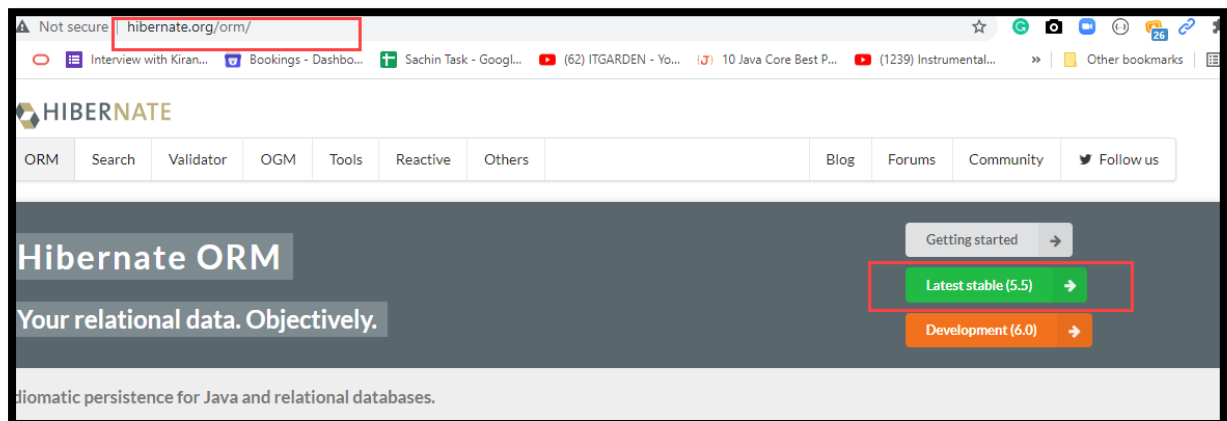 Not secure | hibernate.org/orm/
26
Interview with Kiran... Bookings - Dashbo... Sachin Task - Googl... (62) ITGARDEN - Yo... 10 Java Core Best P... (1239) Instrumental... » Other bookmarks
HIBERNATE
ORM Search Validator OGM Tools Reactive Others Blog Forums Community Follow us
Hibernate ORM
Getting started
Latest stable (5.5)
Your relational data. Objectively.
Development (6.0)
diomatic persistence for Java and relational databases.